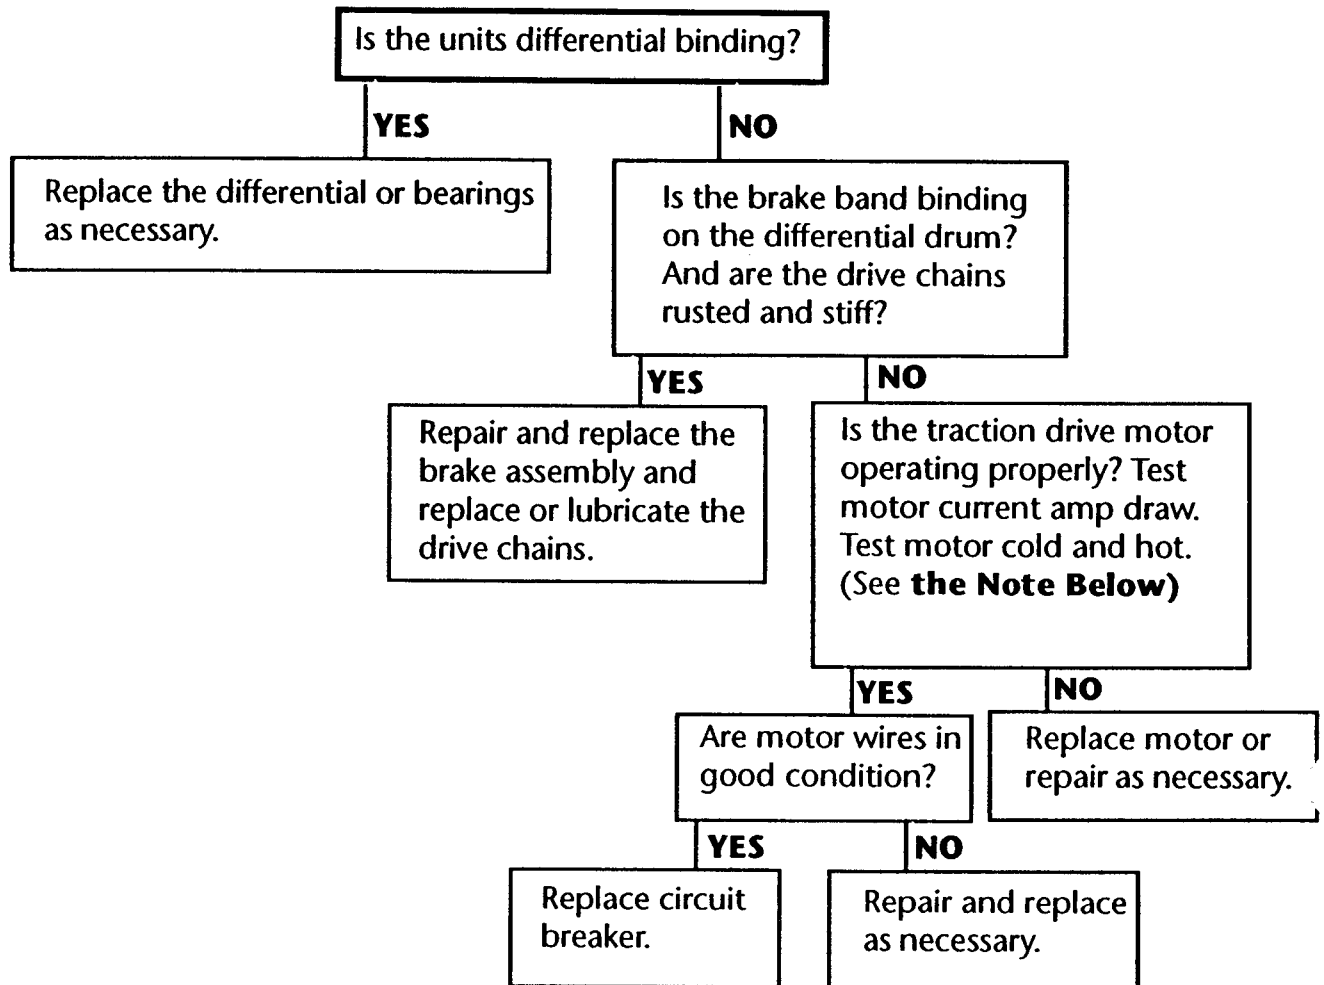 Is the units differential binding?
YES
NO
Replace the differential or bearings
as necessary.
Is the brake band binding
on the differential drum?
And are the drive chains
rusted and stiff?
YES
NO
Repair and replace the
brake assembly and
replace or lubricate the
drive chains.
Is the traction drive motor
operating properly? Test
motor current amp draw.
Test motor cold and hot.
(See the Note Below)
YES
NO
Are motor wires in
good condition?
Replace motor or
repair as necessary.
YES
NO
Replace circuit
breaker.
Repair and replace
as necessary.